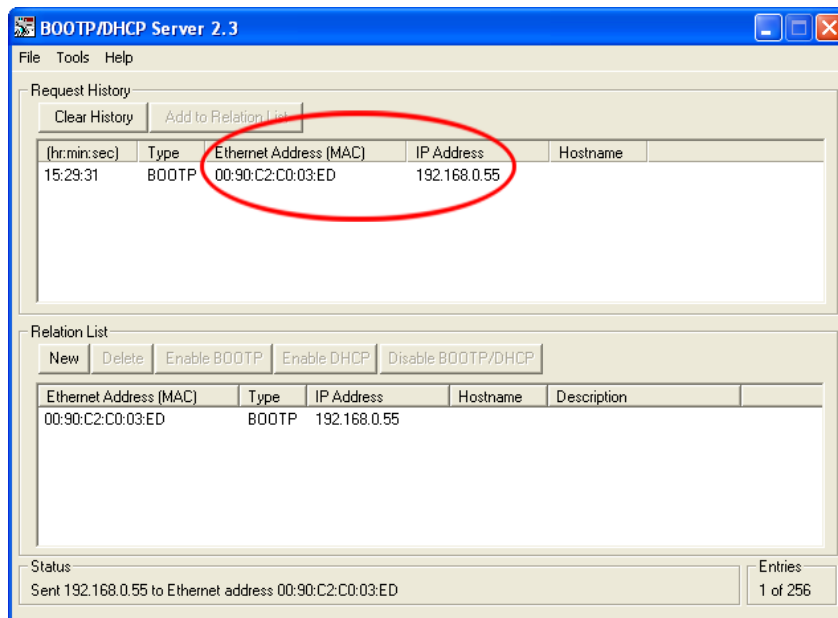 BOOTP/DHCP Server 2.3
File Tools Help
Request History
Clear History Add to Relation List
(hr:min:sec) Type Ethernet Address (MAC) IP Address Hostname
15:29:31 BOOTP 00:90:C2:C0:03:ED 192.168.0.55
Relation List
New Delete Enable BOOTP Enable DHCP Disable BOOTP/DHCP
Ethernet Address (MAC) Type IP Address Hostname Description
00:90:C2:C0:03:ED BOOTP 192.168.0.55
Status Entries
Sent 192.168.0.55 to Ethernet address 00:90:C2:C0:03:ED 1 of 256